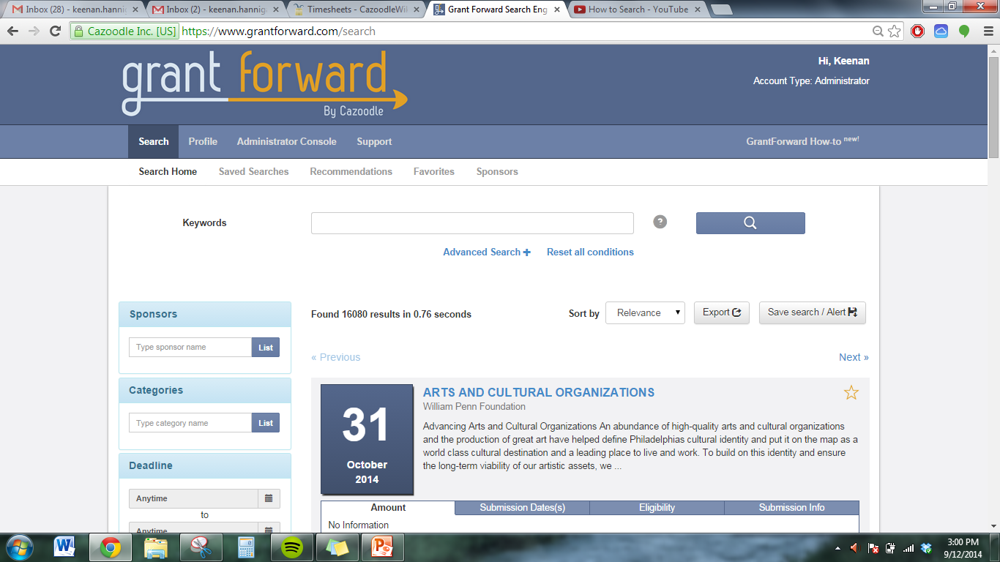 Inbox (28) - keenan.hannig
Inbox (2) - keenan.hannig
Timesheets - CazoodleWik
Grant Forward Search Eng
How to Search - YouTube
Cazoodle Inc. [US] https://www.grantforward.com/search
grant forward
By Cazoodle
Hi, Keenan
Account Type: Administrator
Search Profile Administrator Console Support GrantForward How-to new!
Search Home Saved Searches Recommendations Favorites Sponsors
Keywords ?
Advanced Search Reset all conditions
Sponsors
Type sponsor name List
Categories
Type category name List
Deadline
Anytime
to
Anytime
Found 16080 results in 0.76 seconds Sort by Relevance Export Save search / Alert
« Previous Next »
31
October
2014
ARTS AND CULTURAL ORGANIZATIONS
William Penn Foundation
Advancing Arts and Cultural Organizations An abundance of high-quality arts and cultural organizations
and the production of great art have helped define Philadelphias cultural identity and put it on the map as a
world class cultural destination and a leading place to live and work. To build on this identity and ensure
the long-term viability of our artistic assets, we ...
Amount Submission Dates(s) Eligibility Submission Info
No Information
3:00 PM
9/12/2014